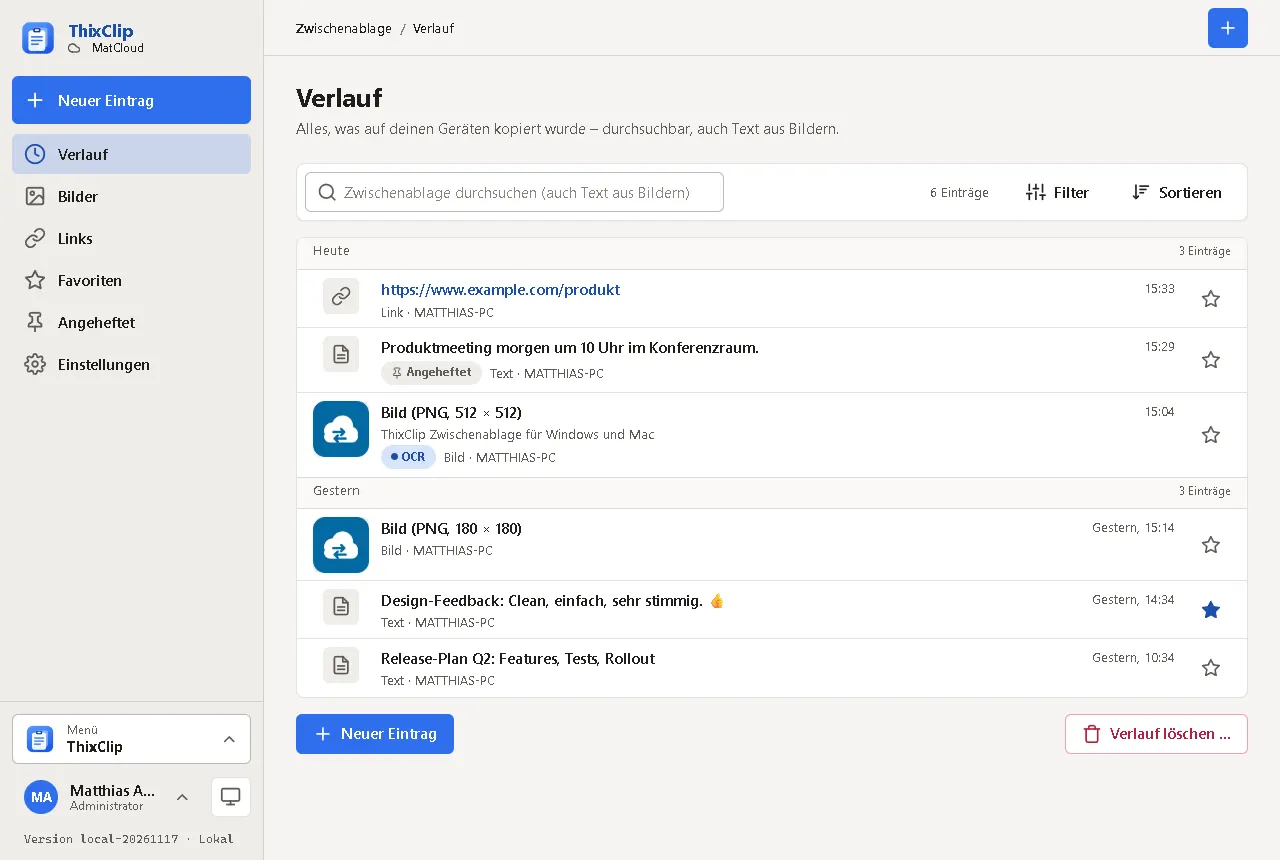 ThixClip
MatCloud
Neuer Eintrag
Verlauf
Bilder
Links
Favoriten
Angeheftet
Einstellungen
Menü
ThixClip
MA
Matthias A...
Administrator
Version local-20261117 · Lokal
Zwischenablage / Verlauf
Verlauf
Alles, was auf deinen Geräten kopiert wurde – durchsuchbar, auch Text aus Bildern.
Zwischenablage durchsuchen (auch Text aus Bildern)
6 Einträge
Filter
Sortieren
Heute
3 Einträge
https://www.example.com/produkt
15:33
Link · MATTHIAS-PC
Produktmeeting morgen um 10 Uhr im Konferenzraum.
15:29
Angeheftet Text · MATTHIAS-PC
Bild (PNG, 512 × 512)
15:04
ThixClip Zwischenablage für Windows und Mac
OCR Bild · MATTHIAS-PC
Gestern
3 Einträge
Bild (PNG, 180 × 180)
Gestern, 15:14
Bild · MATTHIAS-PC
Design-Feedback: Clean, einfach, sehr stimmig. 👍
Gestern, 14:34
Text · MATTHIAS-PC
Release-Plan Q2: Features, Tests, Rollout
Gestern, 10:34
Text · MATTHIAS-PC
Neuer Eintrag
Verlauf löschen ...